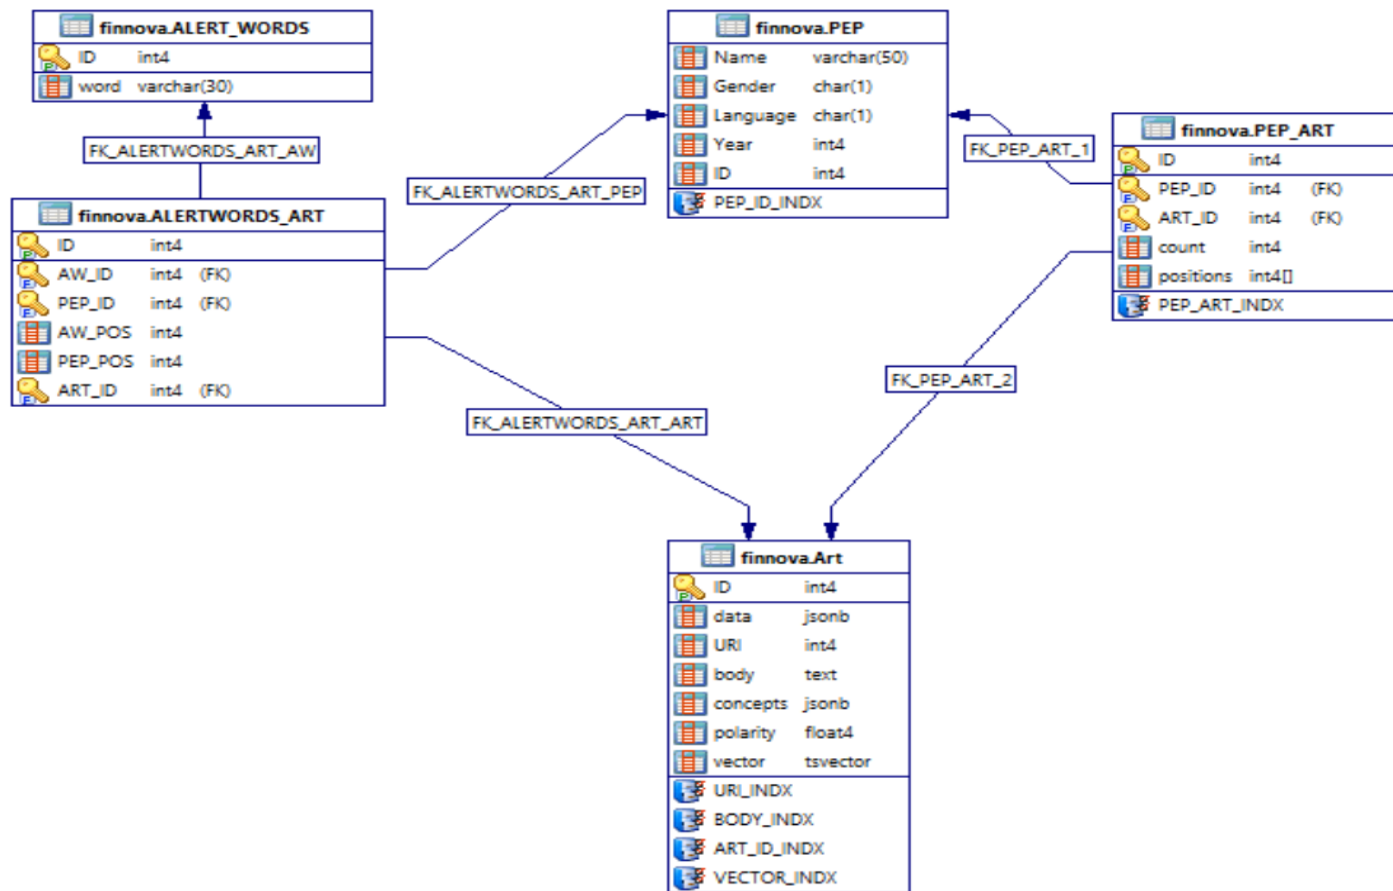 finnova.ALERT_WORDS
ID int4
word varchar(30)
FK_ALERTWORDS_ART_AW
finnova.ALERTWORDS_ART
ID int4
AW_ID int4 (FK)
PEP_ID int4 (FK)
AW_POS int4
PEP_POS int4
ART_ID int4 (FK)
FK_ALERTWORDS_ART_PEP
FK_ALERTWORDS_ART_ART
finnova.PEP
Name varchar(50)
Gender char(1)
Language char(1)
Year int4
ID int4
PEP_ID_INDX
FK_PEP_ART_1
finnova.PEP_ART
ID int4
PEP_ID int4 (FK)
ART_ID int4 (FK)
count int4
positions int4[]
PEP_ART_INDX
FK_PEP_ART_2
finnova.Art
ID int4
data jsonb
URI int4
body text
concepts jsonb
polarity float4
vector tsvector
URI_INDX
BODY_INDX
ART_ID_INDX
VECTOR_INDX